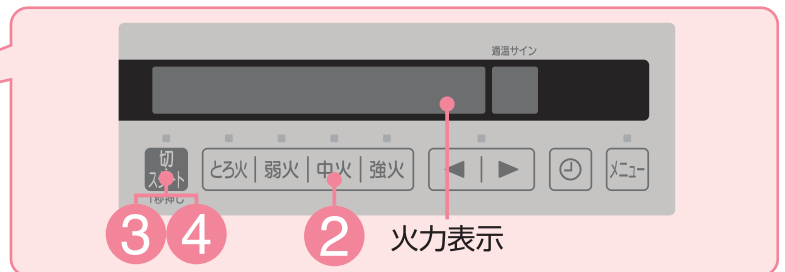 適温サイン
切
スタート
1秒押し
とろ火 弱火 中火 強火 ◀ ▶ メニュー
3 4 2 火力表示